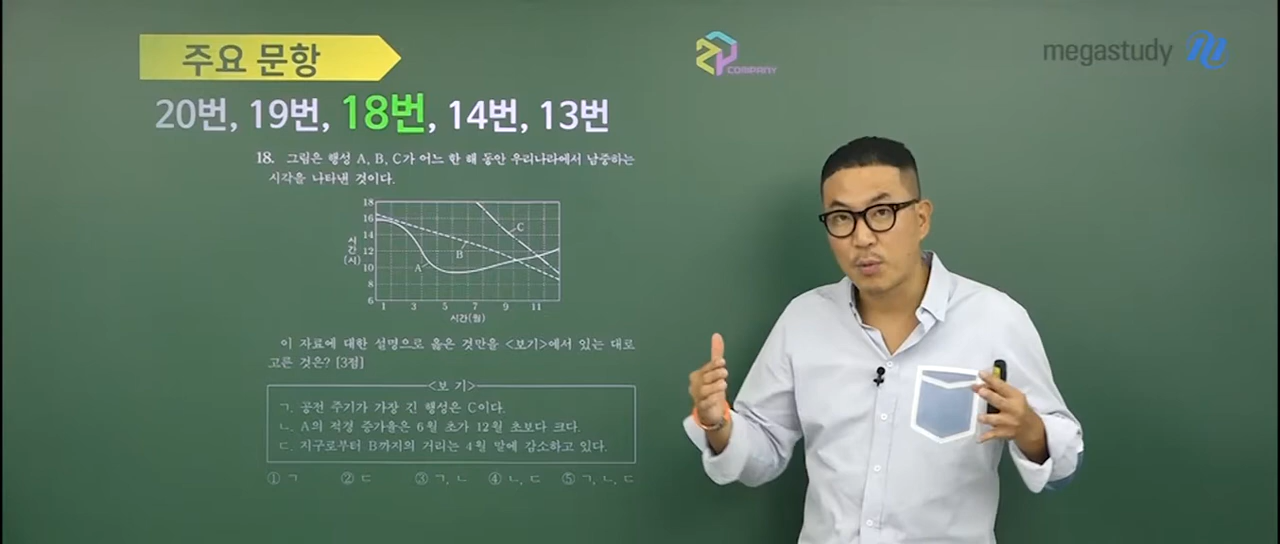 주요 문항
2P COMPANY
megastudy
20번, 19번, 18번, 14번, 13번
18. 그림은 행성 A, B, C가 어느 한 해 동안 우리나라에서 남중하는
시각을 나타낸 것이다.
18
16
14
12
10
8
6
시간(시)
A
B
C
1 3 5 7 9 11
시간(월)
이 자료에 대한 설명으로 옳은 것만을 <보기>에서 있는 대로
고른 것은? [3점]
<보 기>
ㄱ. 공전 주기가 가장 긴 행성은 C이다.
ㄴ. A의 적경 증가율은 6월 초가 12월 초보다 크다.
ㄷ. 지구로부터 B까지의 거리는 4월 말에 감소하고 있다.
① ㄱ ② ㄷ ③ ㄱ, ㄴ ④ ㄴ, ㄷ ⑤ ㄱ, ㄴ, ㄷ